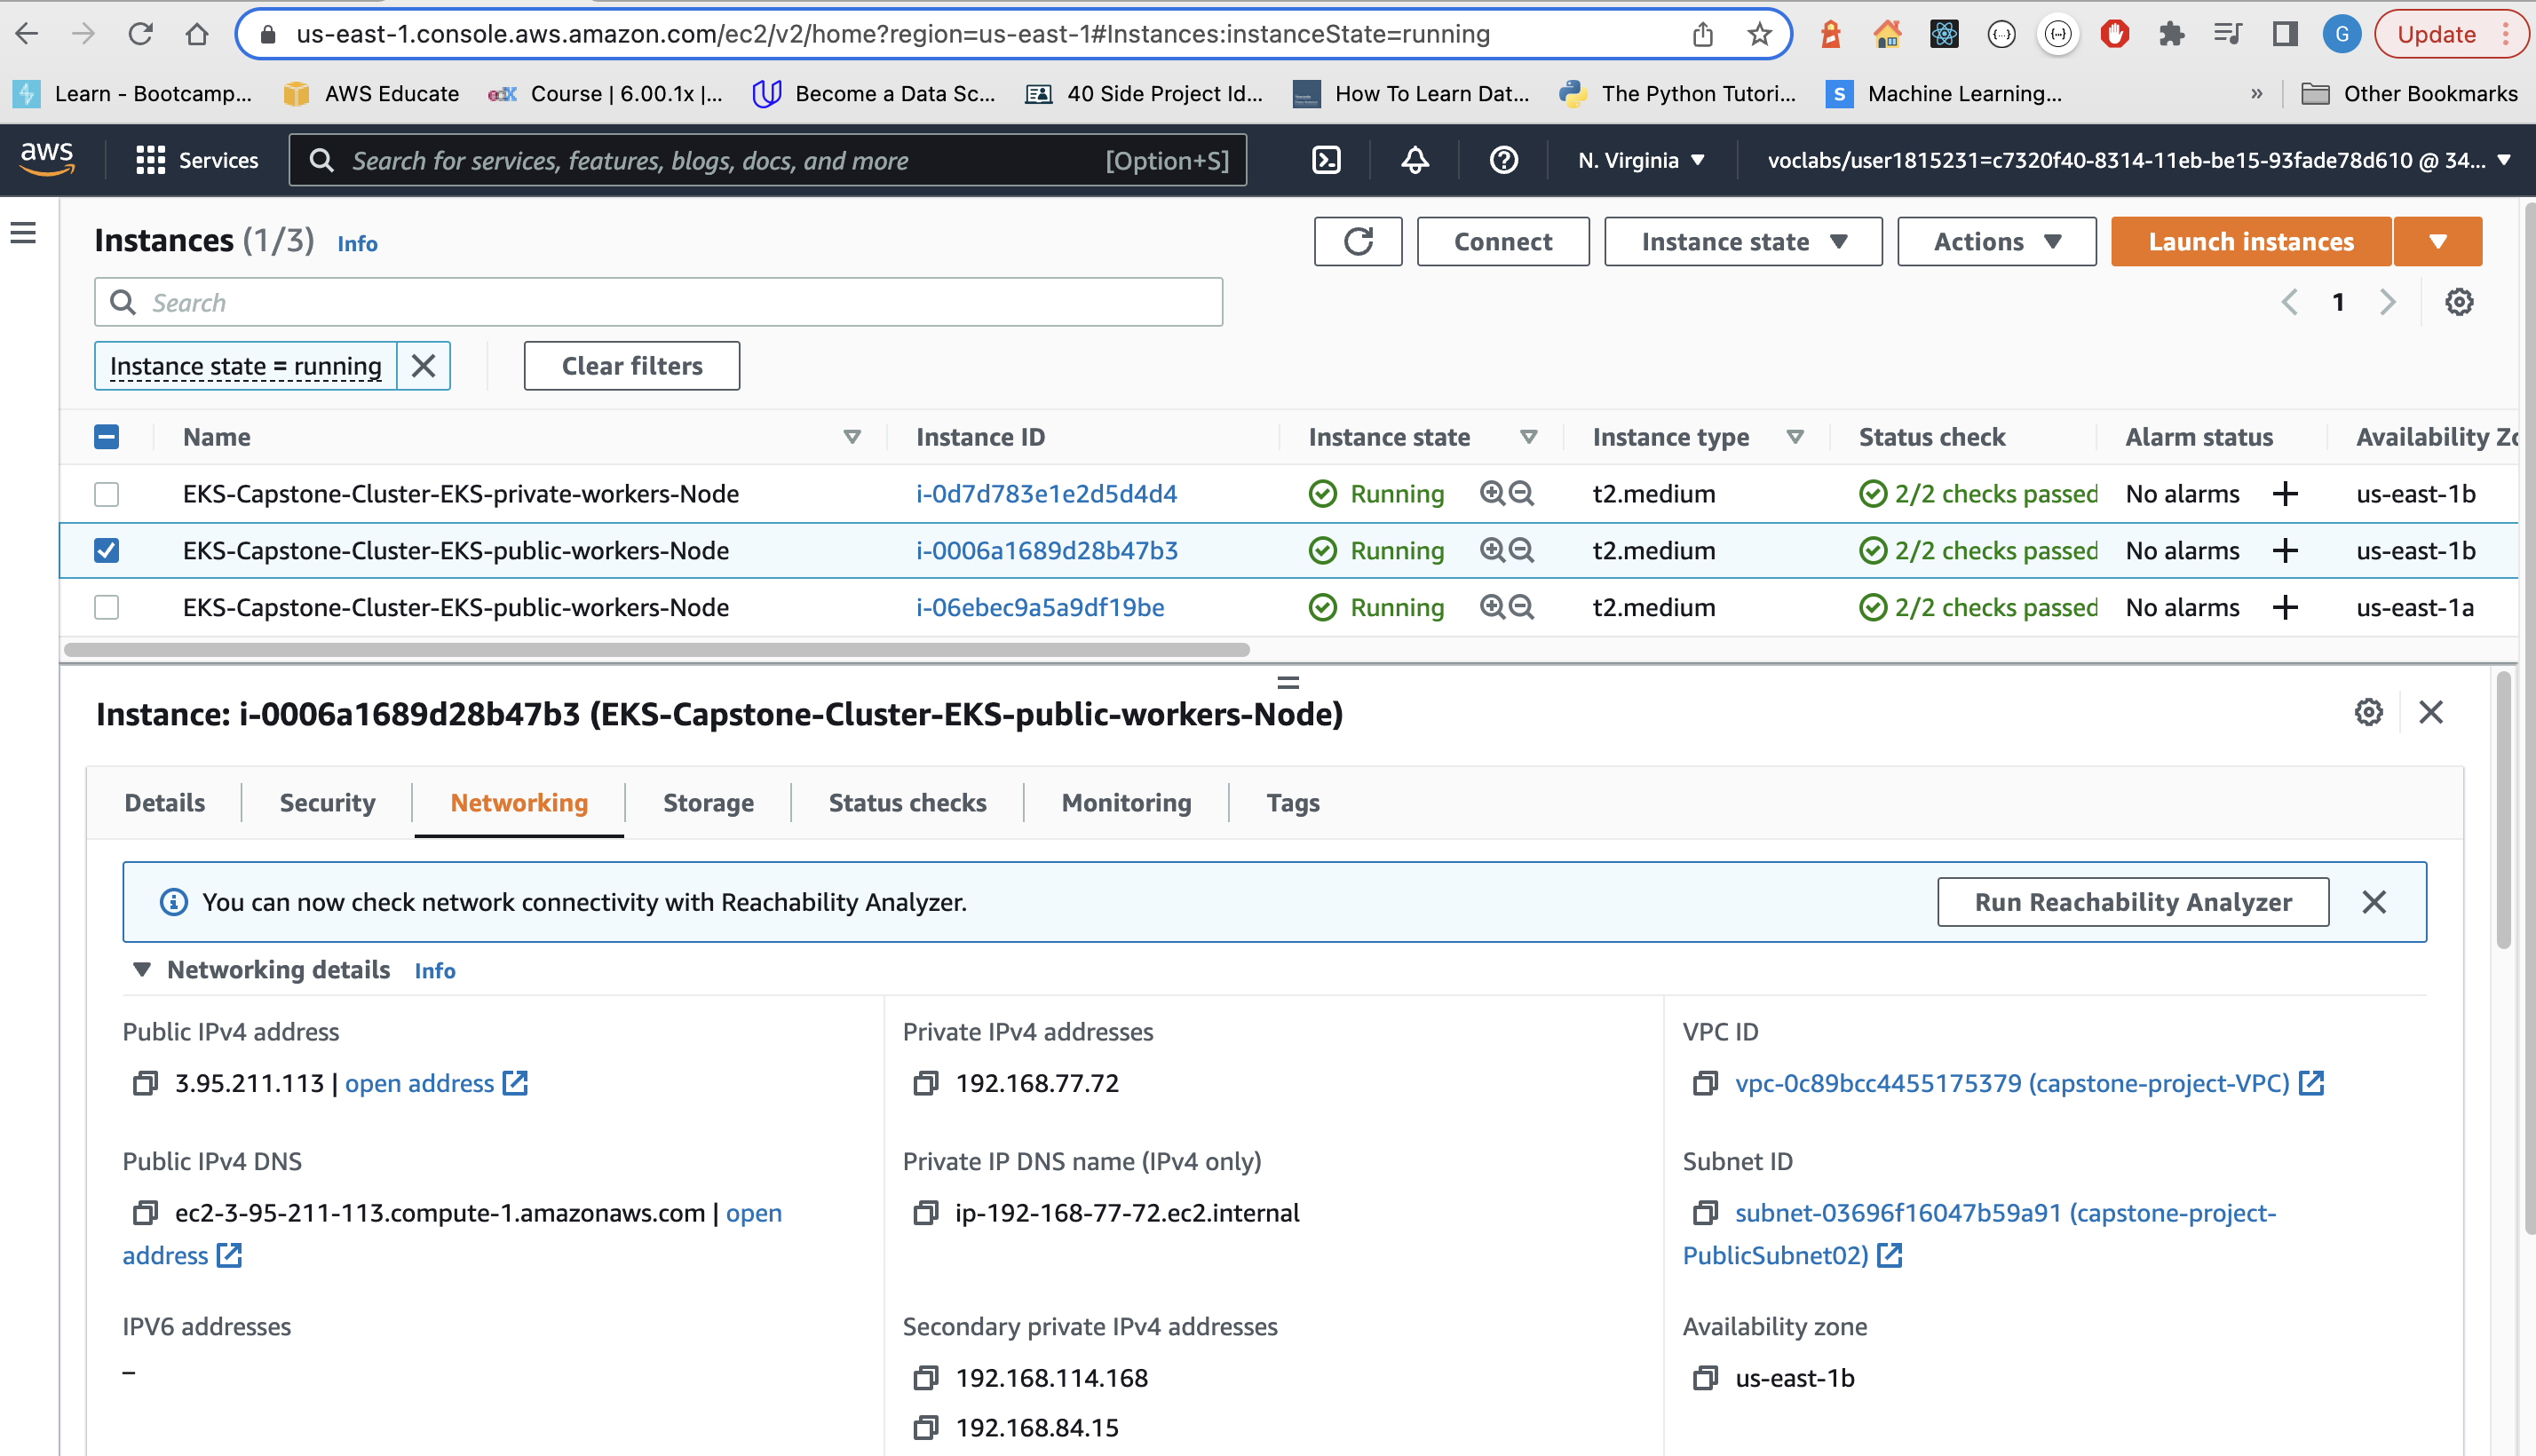 us-east-1.console.aws.amazon.com/ec2/v2/home?region=us-east-1#Instances:instanceState=running
G
Update
Learn - Bootcamp...
AWS Educate
edX
Course | 6.00.1x |...
Become a Data Sc...
40 Side Project Id...
How To Learn Dat...
The Python Tutori...
S
Machine Learning...
»
Other Bookmarks
aws
Services
Search for services, features, blogs, docs, and more
[Option+S]
N. Virginia
voclabs/user1815231=c7320f40-8314-11eb-be15-93fade78d610 @ 34...
Instances (1/3) Info
Connect
Instance state
Actions
Launch instances
Search
1
Instance state = running
Clear filters
Name Instance ID Instance state Instance type Status check Alarm status Availability Zo
EKS-Capstone-Cluster-EKS-private-workers-Node i-0d7d783e1e2d5d4d4 Running t2.medium 2/2 checks passed No alarms + us-east-1b
EKS-Capstone-Cluster-EKS-public-workers-Node i-0006a1689d28b47b3 Running t2.medium 2/2 checks passed No alarms + us-east-1b
EKS-Capstone-Cluster-EKS-public-workers-Node i-06ebec9a5a9df19be Running t2.medium 2/2 checks passed No alarms + us-east-1a
Instance: i-0006a1689d28b47b3 (EKS-Capstone-Cluster-EKS-public-workers-Node)
Details
Security
Networking
Storage
Status checks
Monitoring
Tags
You can now check network connectivity with Reachability Analyzer.
Run Reachability Analyzer
Networking details Info
Public IPv4 address
3.95.211.113 | open address
Public IPv4 DNS
ec2-3-95-211-113.compute-1.amazonaws.com | open
address
IPV6 addresses
–
Private IPv4 addresses
192.168.77.72
Private IP DNS name (IPv4 only)
ip-192-168-77-72.ec2.internal
Secondary private IPv4 addresses
192.168.114.168
192.168.84.15
VPC ID
vpc-0c89bcc4455175379 (capstone-project-VPC)
Subnet ID
subnet-03696f16047b59a91 (capstone-project-
PublicSubnet02)
Availability zone
us-east-1b